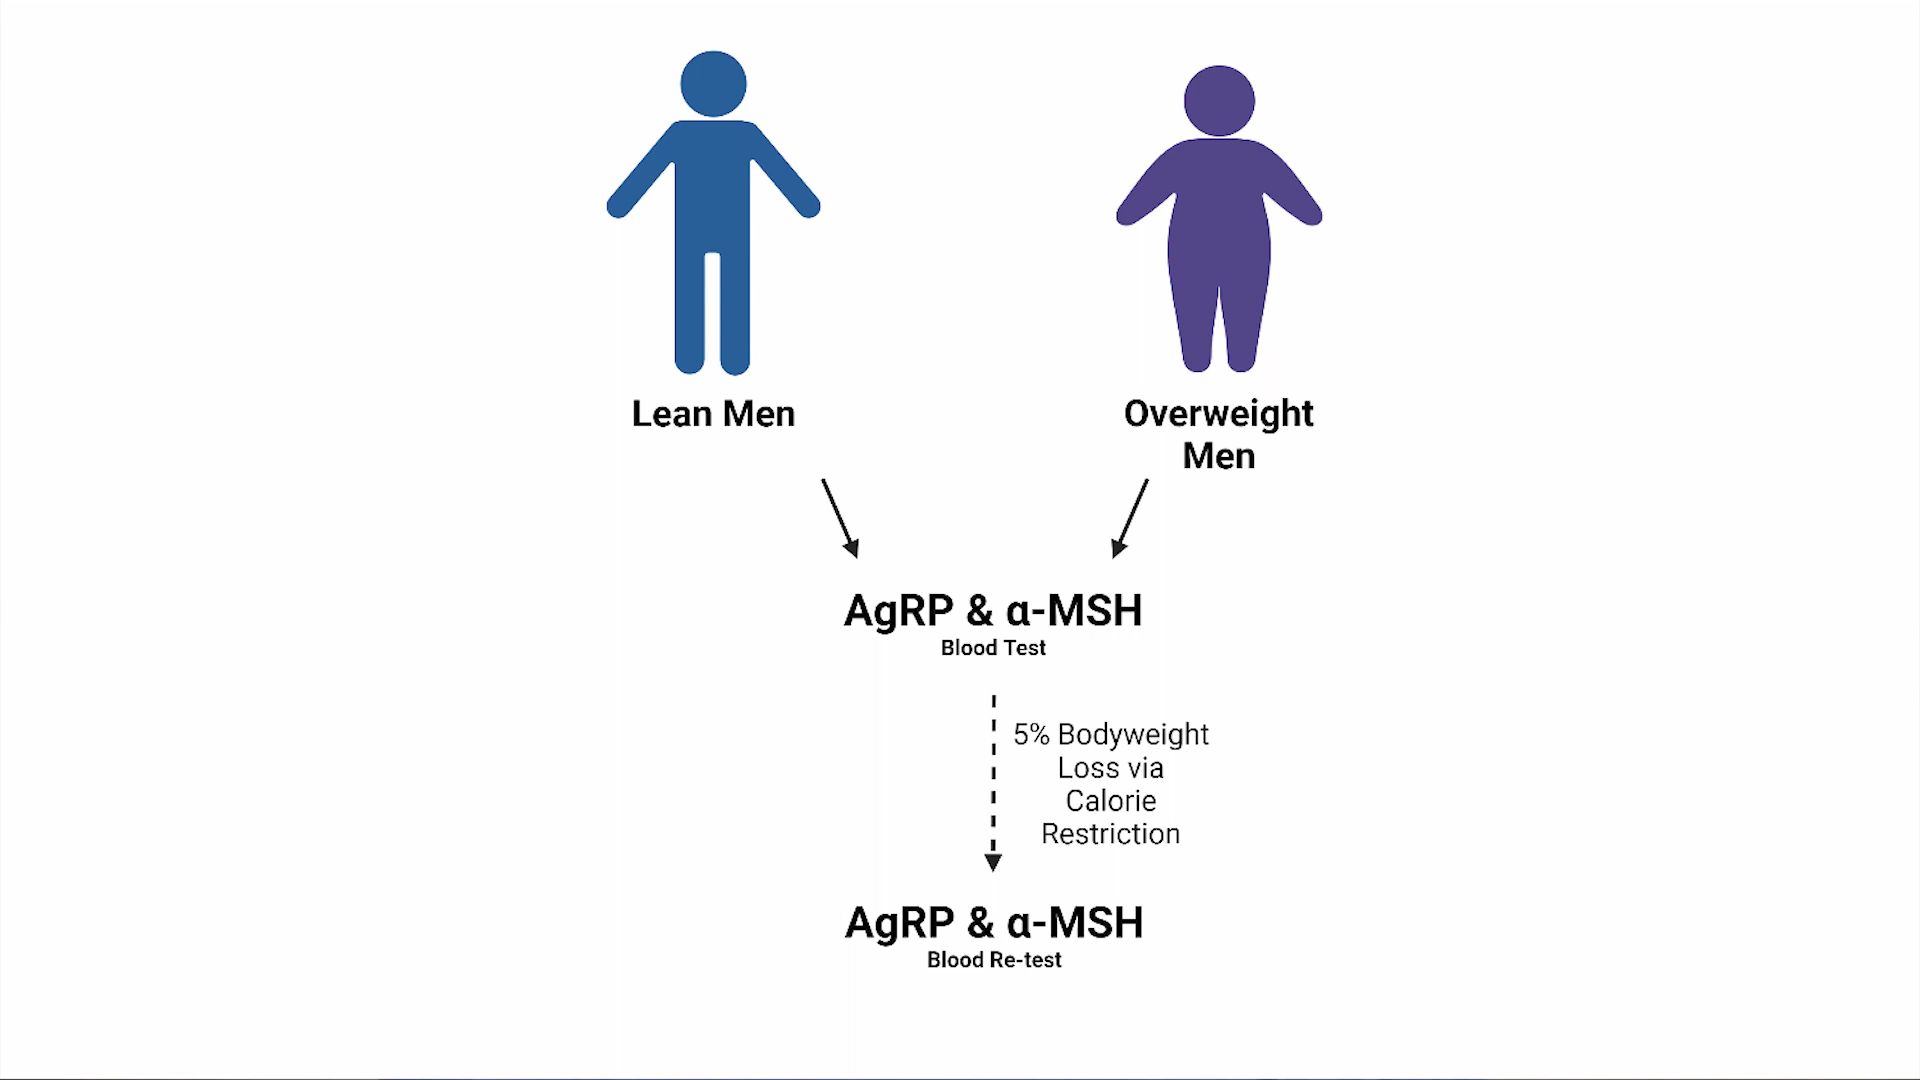 Lean Men
Overweight
Men
AgRP & α-MSH
Blood Test
5% Bodyweight
Loss via
Calorie
Restriction
AgRP & α-MSH
Blood Re-test